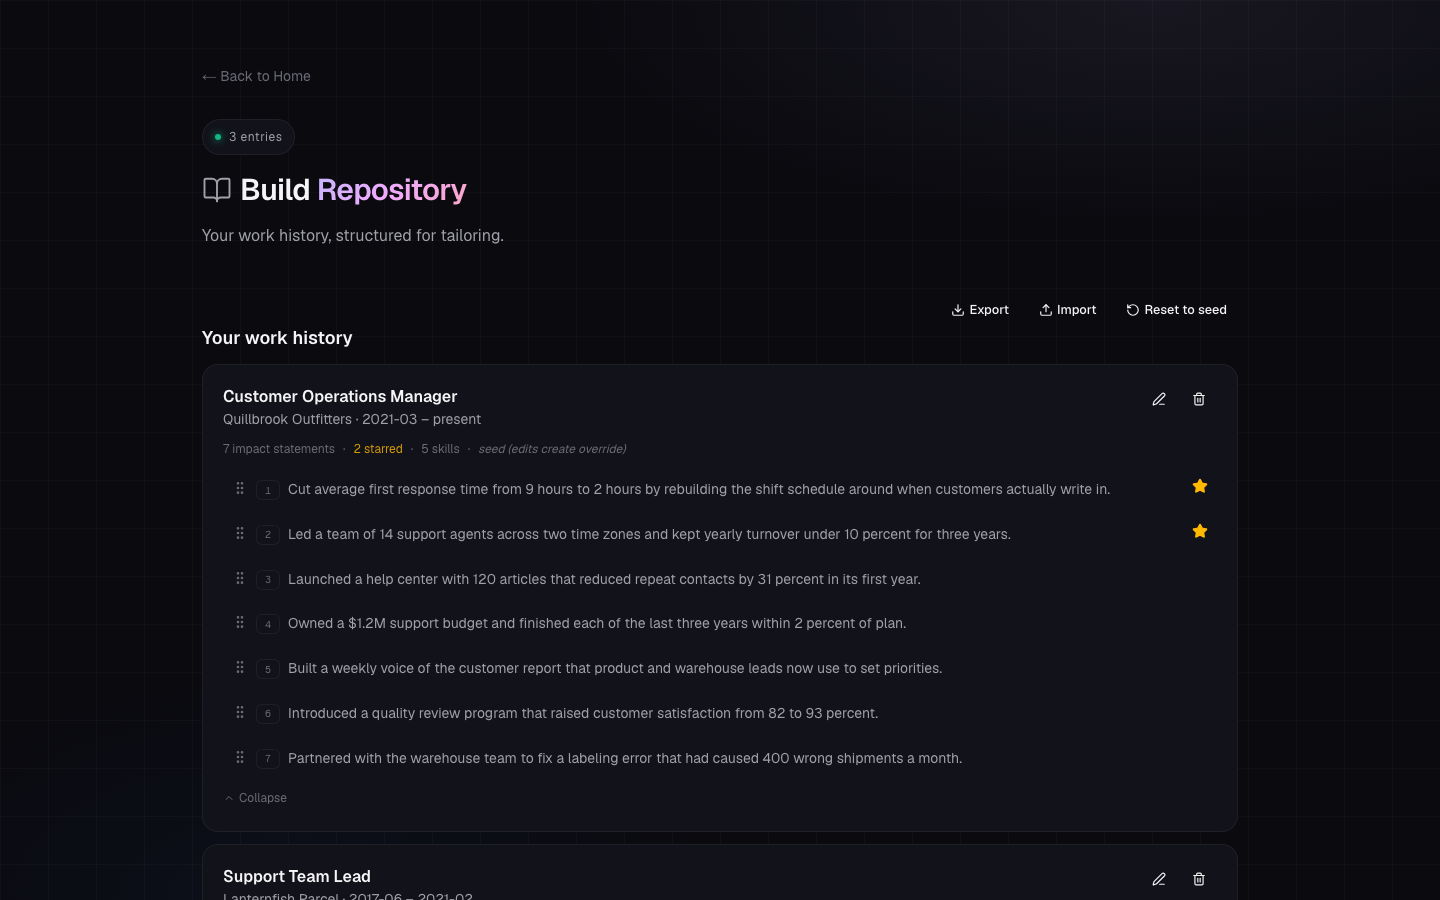 ← Back to Home
3 entries
Build Repository
Your work history, structured for tailoring.
Export Import Reset to seed
Your work history
Customer Operations Manager
Quillbrook Outfitters · 2021-03 – present
7 impact statements · 2 starred · 5 skills · seed (edits create override)
1 Cut average first response time from 9 hours to 2 hours by rebuilding the shift schedule around when customers actually write in.
2 Led a team of 14 support agents across two time zones and kept yearly turnover under 10 percent for three years.
3 Launched a help center with 120 articles that reduced repeat contacts by 31 percent in its first year.
4 Owned a $1.2M support budget and finished each of the last three years within 2 percent of plan.
5 Built a weekly voice of the customer report that product and warehouse leads now use to set priorities.
6 Introduced a quality review program that raised customer satisfaction from 82 to 93 percent.
7 Partnered with the warehouse team to fix a labeling error that had caused 400 wrong shipments a month.
Collapse
Support Team Lead
Lanternfish Parcel · 2017-06 – 2021-02